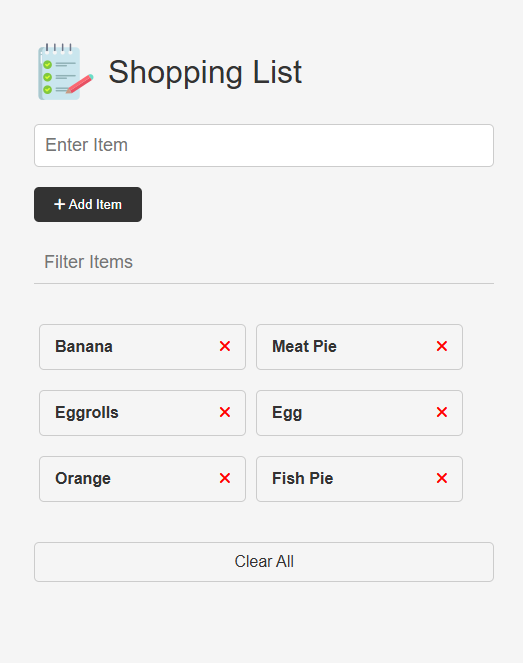 Shopping List
Enter Item
+ Add Item
Filter Items
Banana
Meat Pie
Eggrolls
Egg
Orange
Fish Pie
Clear All